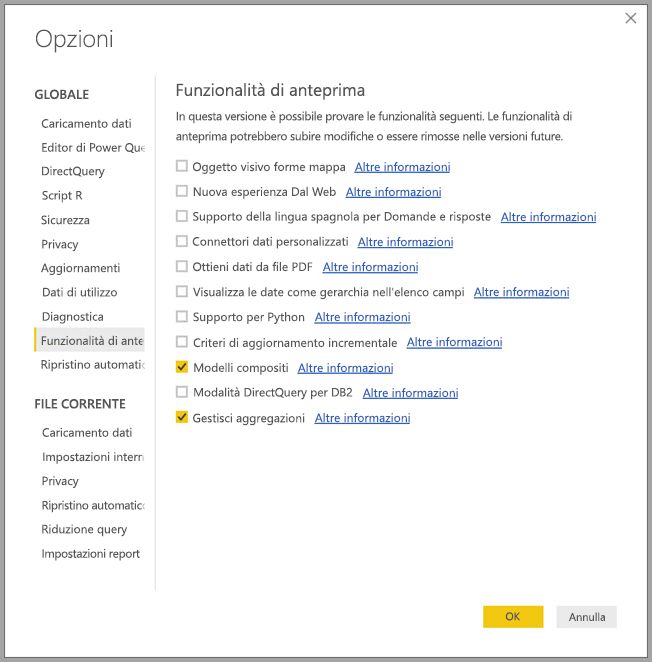 Opzioni
GLOBALE
Caricamento dati
Editor di Power Que
DirectQuery
Script R
Sicurezza
Privacy
Aggiornamenti
Dati di utilizzo
Diagnostica
Funzionalità di ante
Ripristino automatic
FILE CORRENTE
Caricamento dati
Impostazioni intern
Privacy
Ripristino automatic
Riduzione query
Impostazioni report
Funzionalità di anteprima
In questa versione è possibile provare le funzionalità seguenti. Le funzionalità di
anteprima potrebbero subire modifiche o essere rimosse nelle versioni future.
Oggetto visivo forme mappa Altre informazioni
Nuova esperienza Dal Web Altre informazioni
Supporto della lingua spagnola per Domande e risposte Altre informazioni
Connettori dati personalizzati Altre informazioni
Ottieni dati da file PDF Altre informazioni
Visualizza le date come gerarchia nell'elenco campi Altre informazioni
Supporto per Python Altre informazioni
Criteri di aggiornamento incrementale Altre informazioni
Modelli compositi Altre informazioni
Modalità DirectQuery per DB2 Altre informazioni
Gestisci aggregazioni Altre informazioni
OK
Annulla